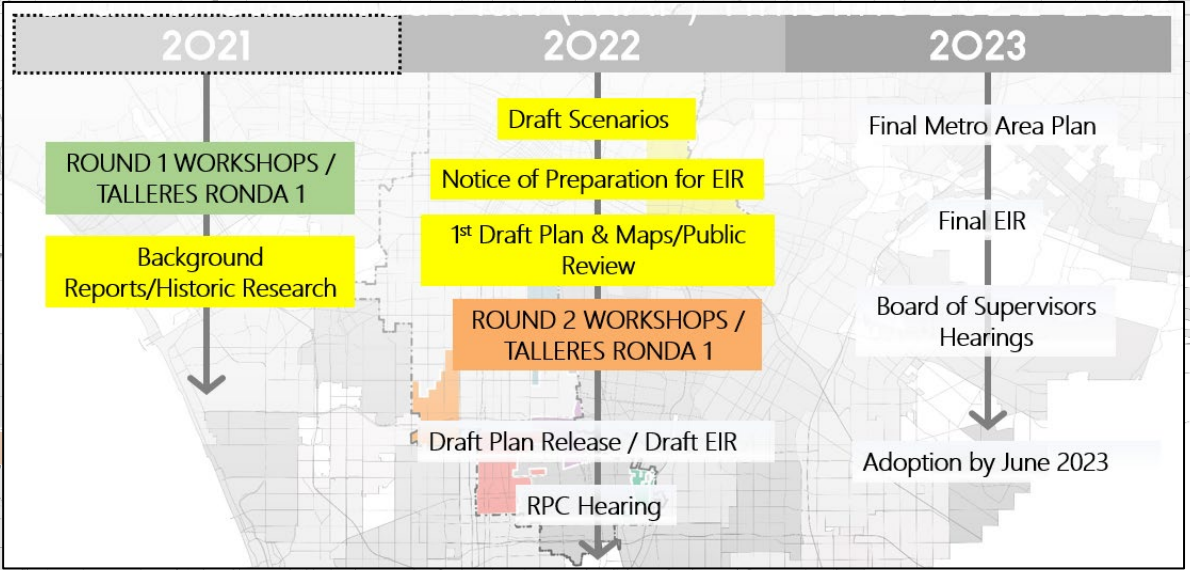 2021
2022
2023
ROUND 1 WORKSHOPS /
TALLERES RONDA 1
Background
Reports/Historic Research
Draft Scenarios
Notice of Preparation for EIR
1st Draft Plan & Maps/Public
Review
ROUND 2 WORKSHOPS /
TALLERES RONDA 1
Draft Plan Release / Draft EIR
RPC Hearing
Final Metro Area Plan
Final EIR
Board of Supervisors
Hearings
Adoption by June 2023